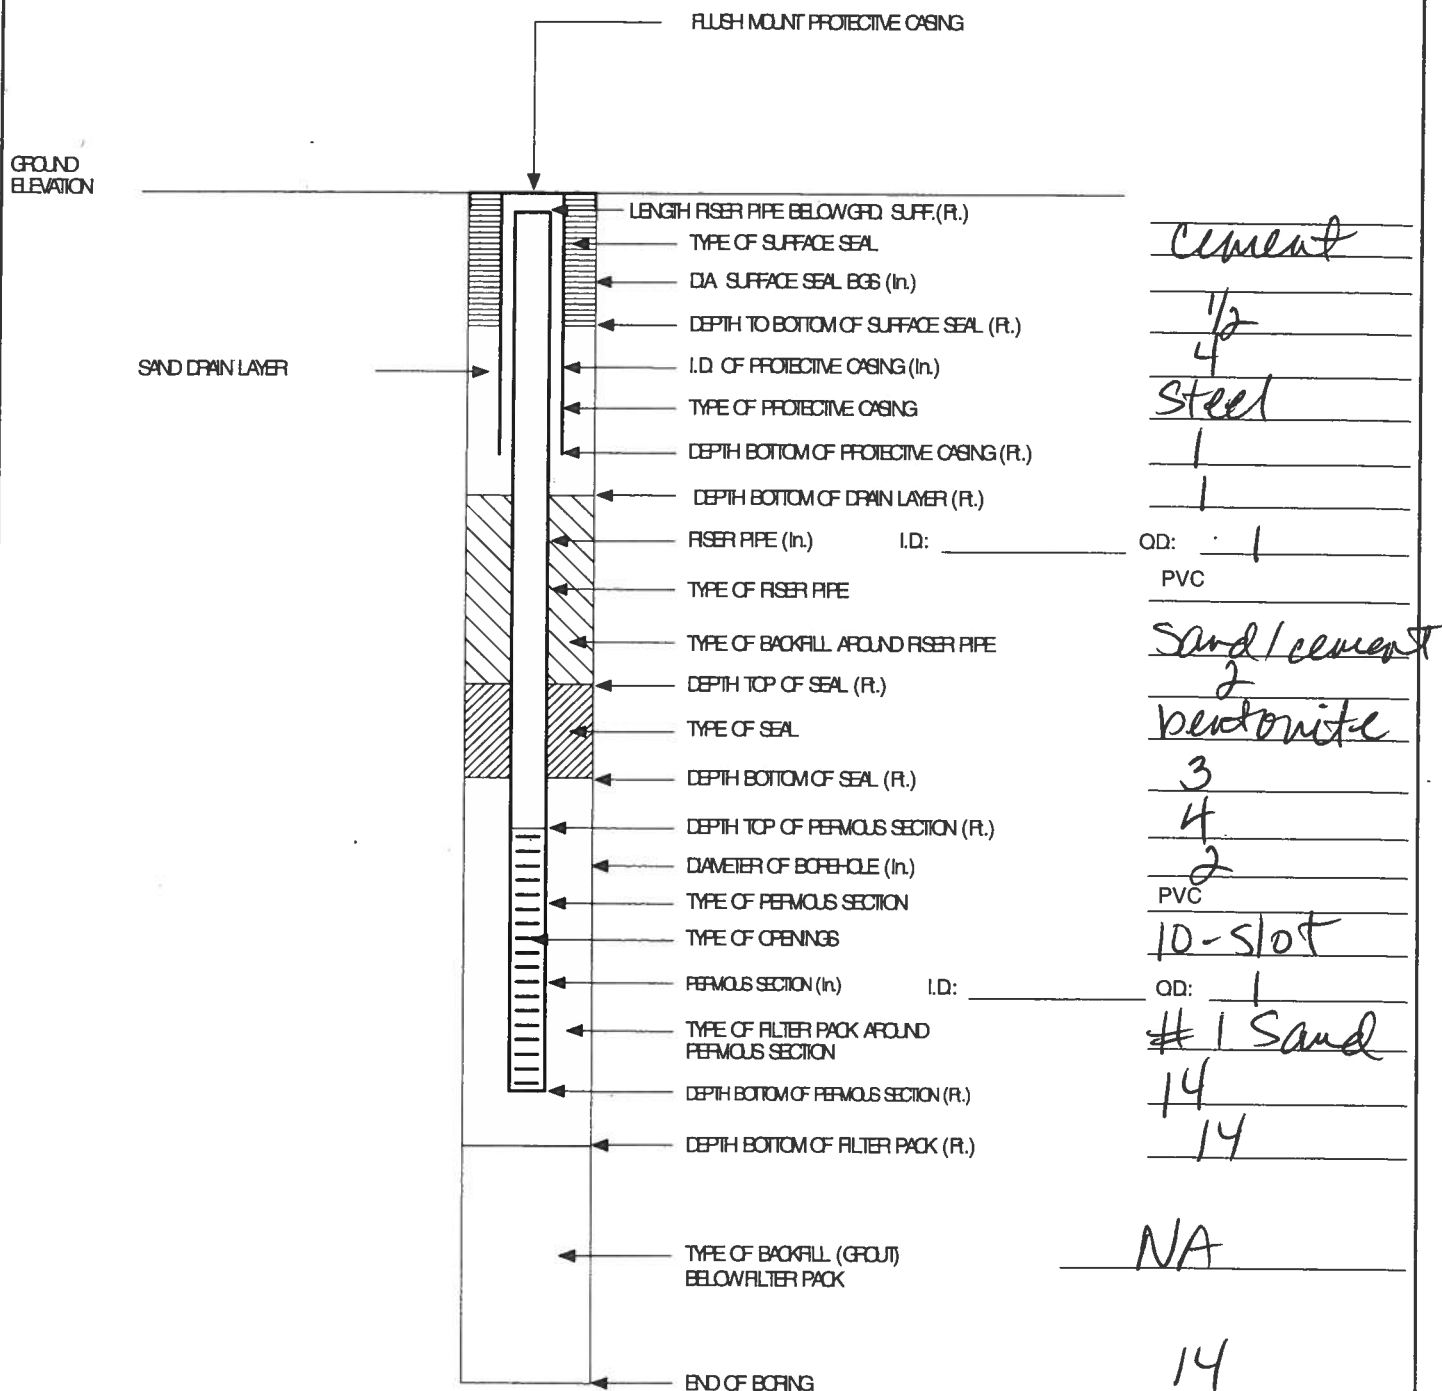 FLUSH MOUNT PROTECTIVE CASING
GROUND
ELEVATION
LENGTH RISER PIPE BELOW GRD. SURF.(Ft.)
TYPE OF SURFACE SEAL cement
DIA SURFACE SEAL BGS (In.)
DEPTH TO BOTTOM OF SURFACE SEAL (Ft.) 1/2
SAND DRAIN LAYER I.D. OF PROTECTIVE CASING (In.) 4
TYPE OF PROTECTIVE CASING Steel
DEPTH BOTTOM OF PROTECTIVE CASING (Ft.) 1
DEPTH BOTTOM OF DRAIN LAYER (Ft.) 1
RISER PIPE (In.) I.D.: O.D.: 1
TYPE OF RISER PIPE PVC
TYPE OF BACKFILL AROUND RISER PIPE Sand / cement
DEPTH TOP OF SEAL (Ft.) 2
TYPE OF SEAL bentonite
DEPTH BOTTOM OF SEAL (Ft.) 3
DEPTH TOP OF PERVIOUS SECTION (Ft.) 4
DIAMETER OF BOREHOLE (In.) 2
TYPE OF PERVIOUS SECTION PVC
TYPE OF OPENINGS 10-Slot
PERVIOUS SECTION (In.) I.D.: O.D.: 1
TYPE OF FILTER PACK AROUND # 1 Sand
PERVIOUS SECTION
DEPTH BOTTOM OF PERVIOUS SECTION (Ft.) 14
DEPTH BOTTOM OF FILTER PACK (Ft.) 14
TYPE OF BACKFILL (GROUT) NA
BELOW FILTER PACK
END OF BORING 14